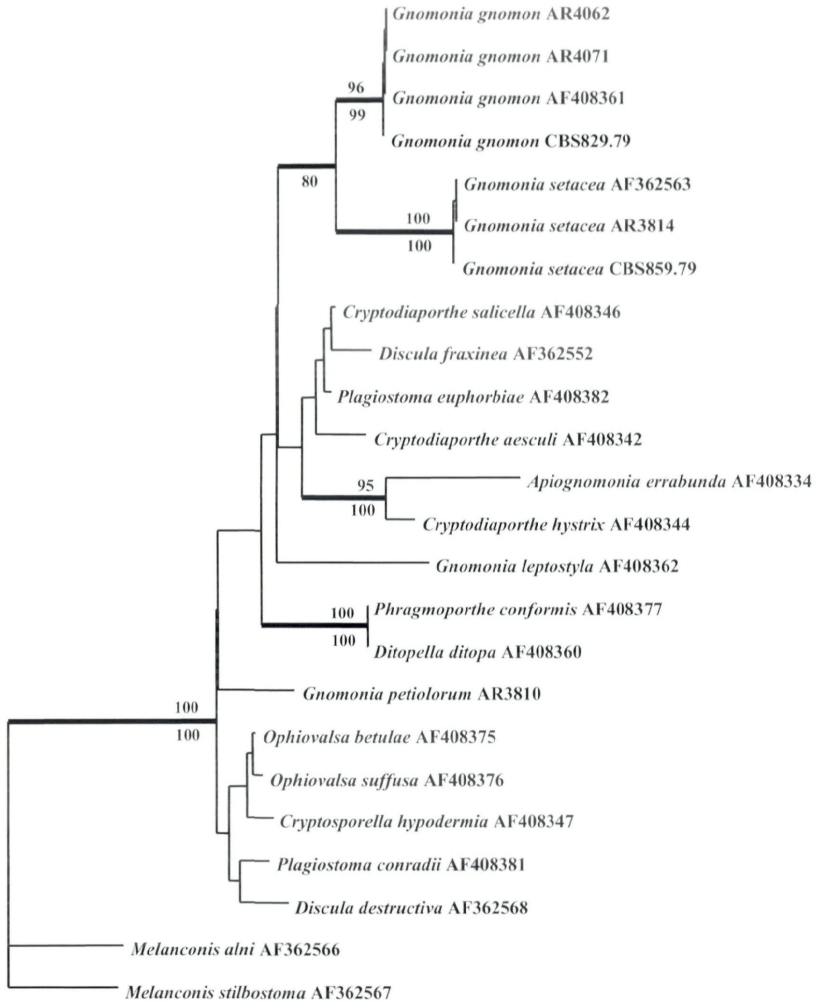 Gnomonia gnomon AR4062
Gnomonia gnomon AR4071
96
Gnomonia gnomon AF408361
99
Gnomonia gnomon CBS829.79
80
Gnomonia setacea AF362563
100
Gnomonia setacea AR3814
100
Gnomonia setacea CBS859.79
Cryptodiaporthe salicella AF408346
Discula fraxinea AF362552
Plagiostoma euphorbiae AF408382
Cryptodiaporthe aesculi AF408342
95
Apiognomonia errabunda AF408334
100
Cryptodiaporthe hystrix AF408344
Gnomonia leptostyla AF408362
100
Phragmoporthe conformis AF408377
100
Ditopella ditopa AF408360
Gnomonia petiolorum AR3810
100
100
Ophiovalsa betulae AF408375
Ophiovalsa suffusa AF408376
Cryptosporella hypodermia AF408347
Plagiostoma conradii AF408381
Discula destructiva AF362568
Melanconis alni AF362566
Melanconis stilbostoma AF362567